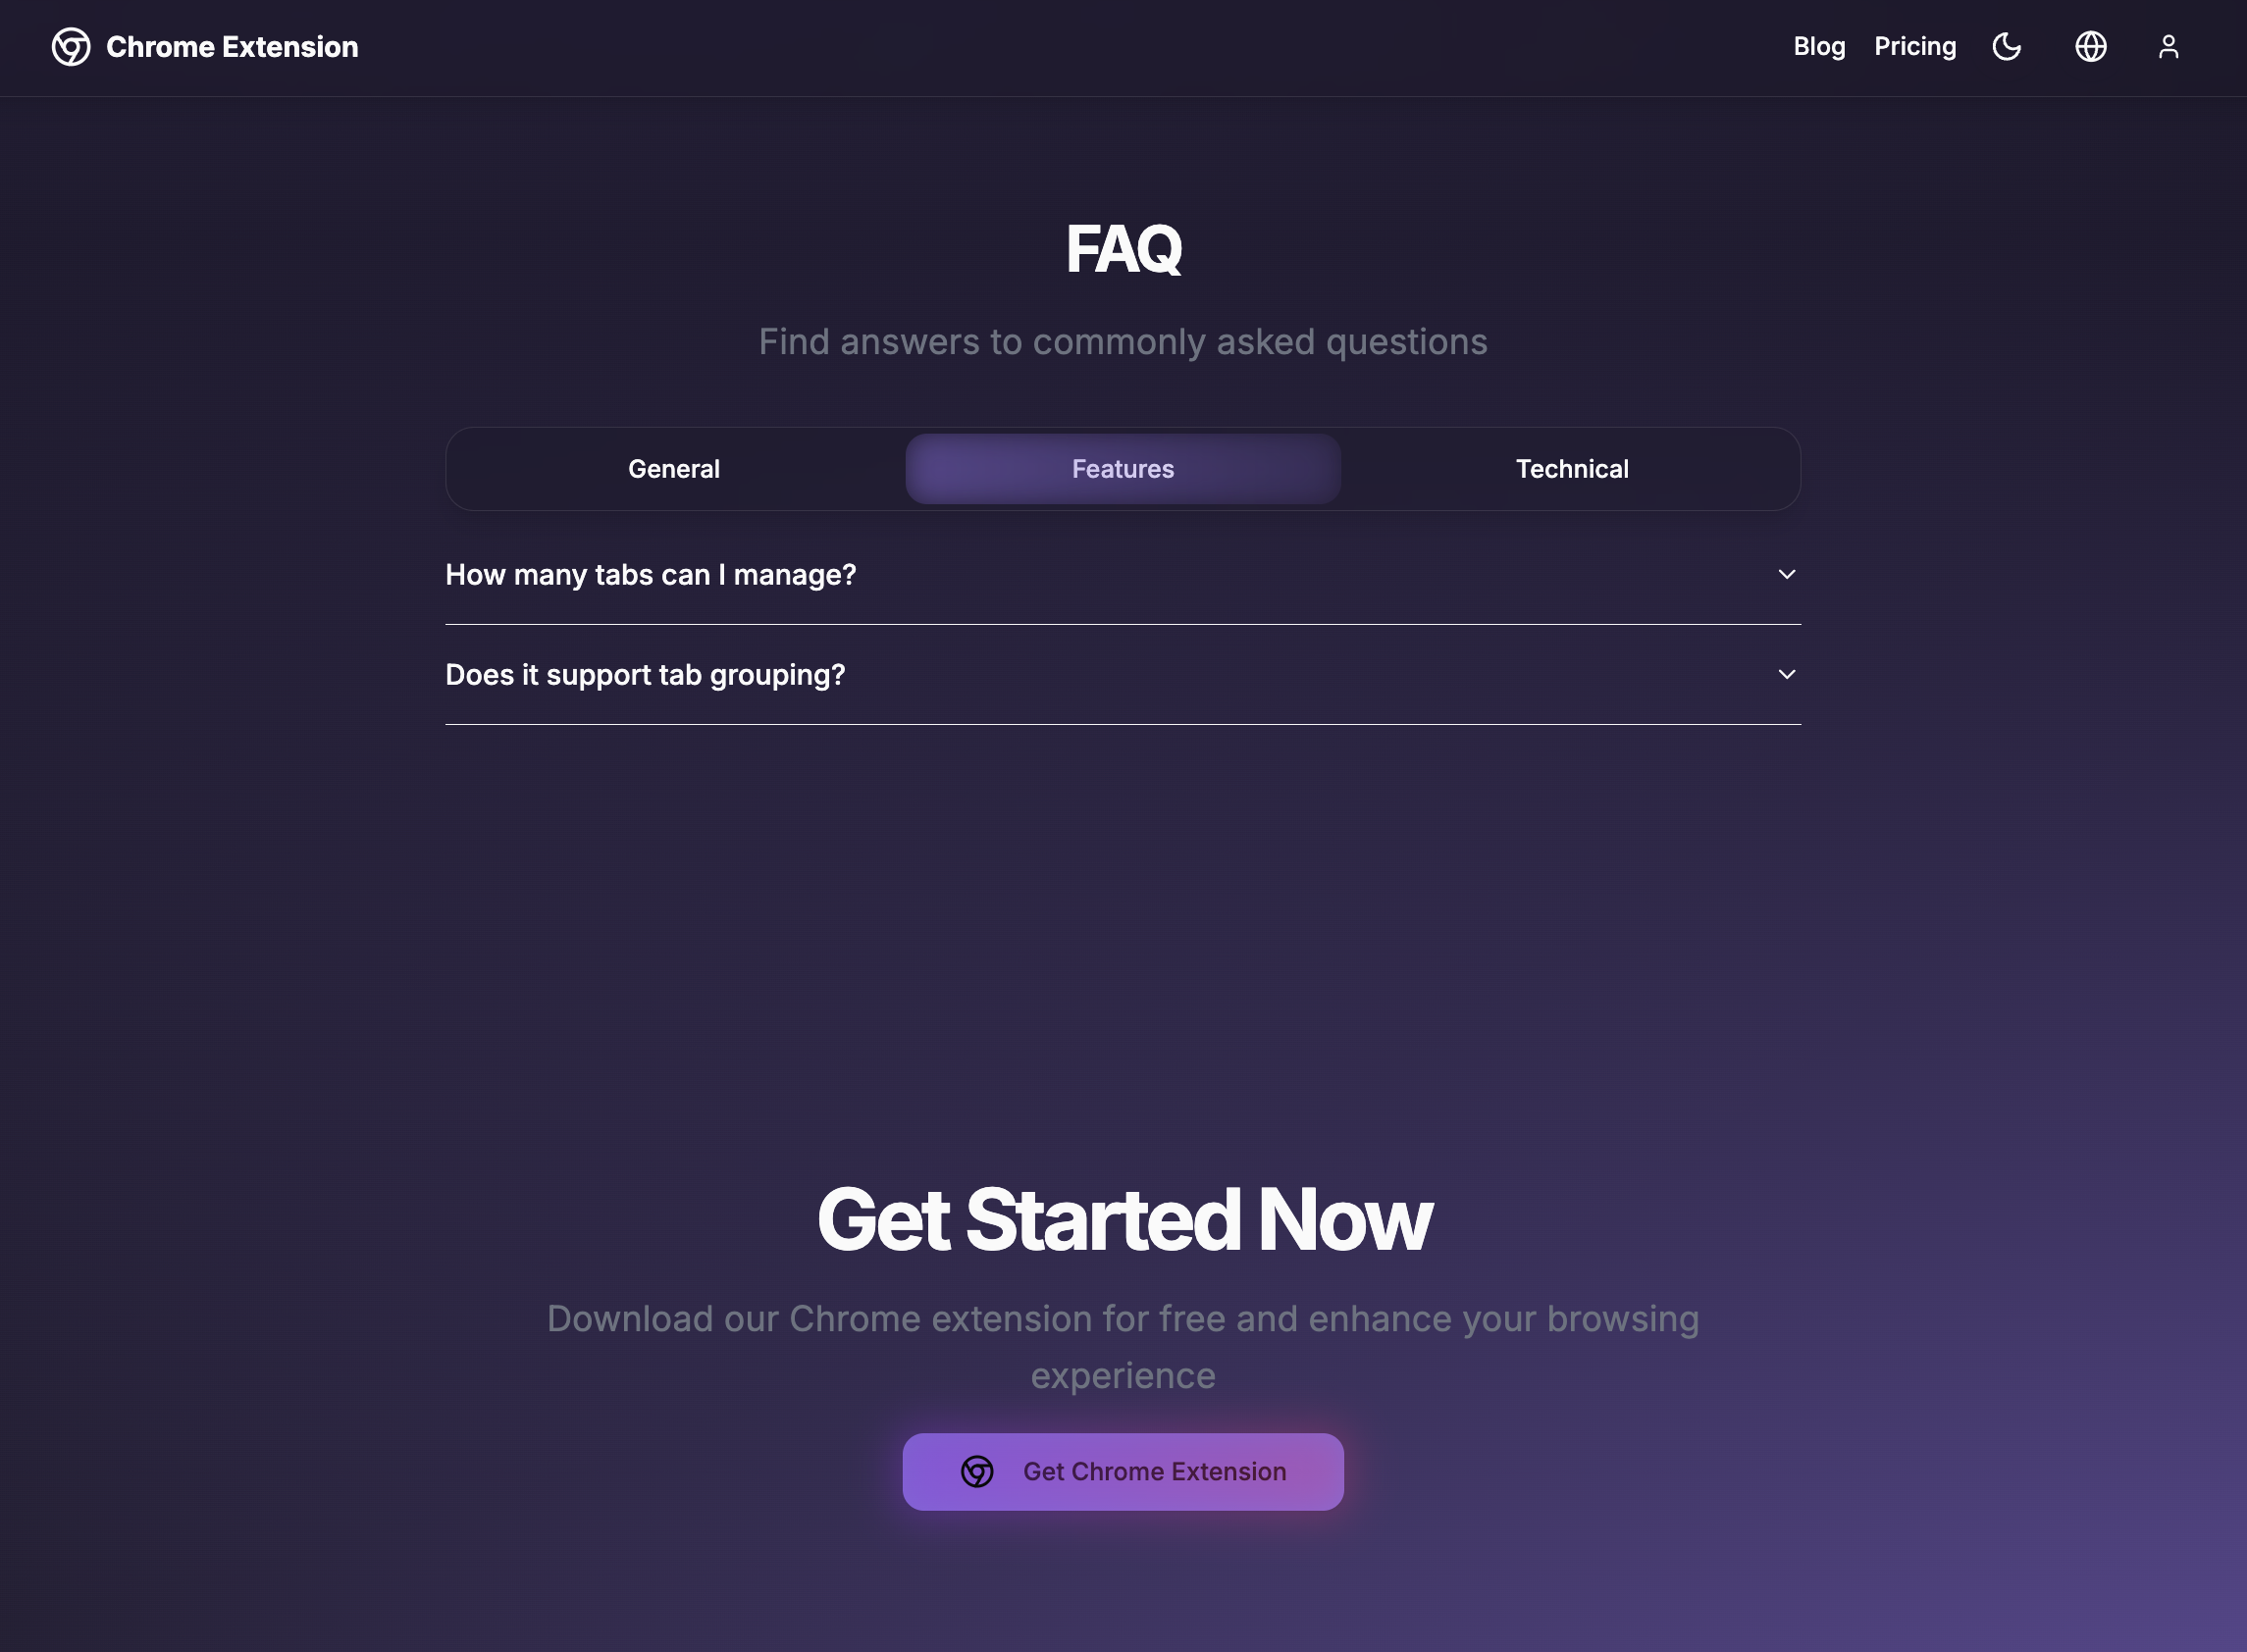 Chrome Extension
Blog
Pricing
FAQ
Find answers to commonly asked questions
General
Features
Technical
How many tabs can I manage?
Does it support tab grouping?
Get Started Now
Download our Chrome extension for free and enhance your browsing
experience
Get Chrome Extension